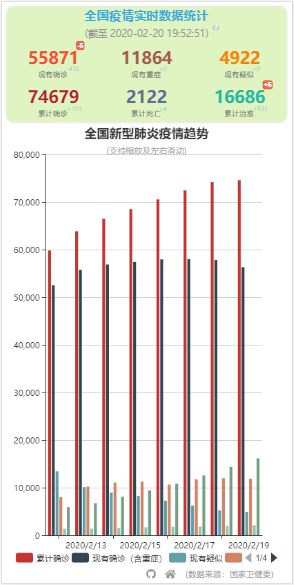 全国疫情实时数据统计
(截至 2020-02-20 19:52:51)
55871 11864 4922
现有确诊 现有重症 现有疑似
74679 2122 16686
累计确诊 累计死亡 累计治愈
全国新型肺炎疫情趋势
(支持缩放及左右滑动)
80,000
70,000
60,000
50,000
40,000
30,000
20,000
10,000
0
2020/2/13 2020/2/15 2020/2/17 2020/2/19
累计确诊 现有确诊（含重症） 现有疑似 1/4
(数据来源：国家卫健委)